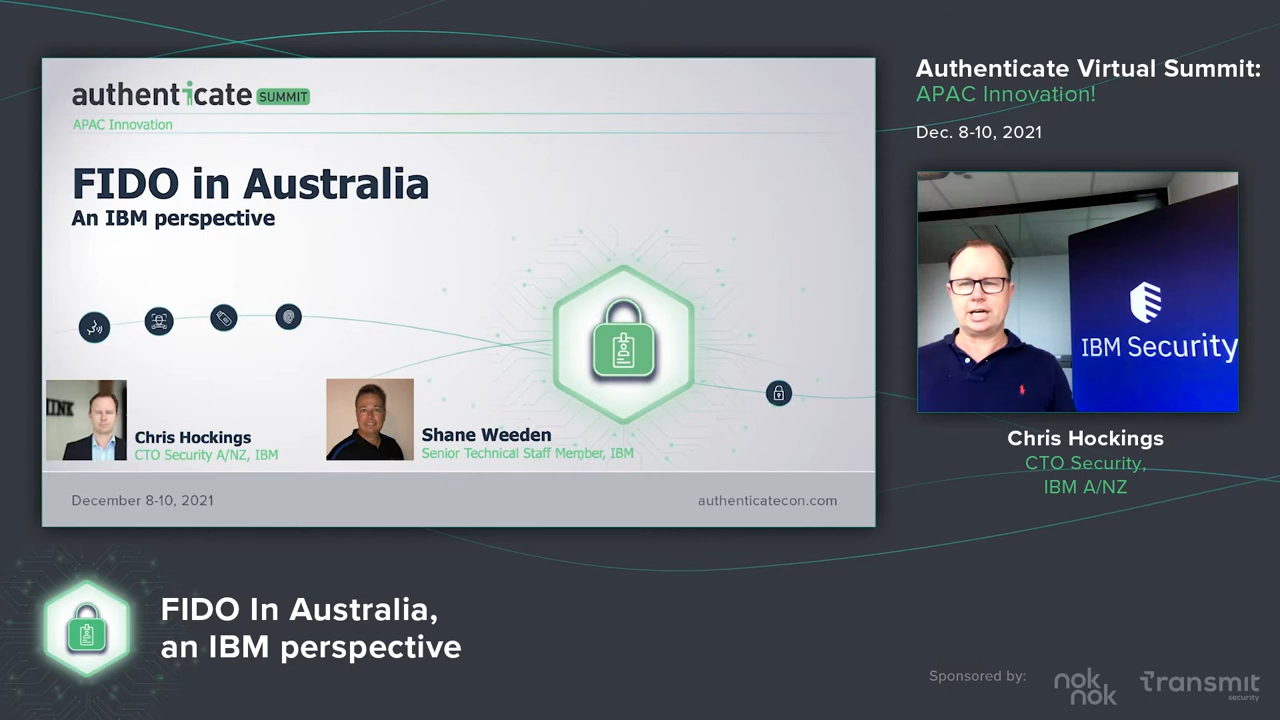 authenticate SUMMIT
APAC Innovation
FIDO in Australia
An IBM perspective
INK
Chris Hockings
CTO Security A/NZ, IBM
Shane Weeden
Senior Technical Staff Member, IBM
December 8-10, 2021
authenticatecon.com
Authenticate Virtual Summit:
APAC Innovation!
Dec. 8-10, 2021
IBM Security
Chris Hockings
CTO Security,
IBM A/NZ
FIDO In Australia,
an IBM perspective
Sponsored by:
nok
nok
Transmit
security